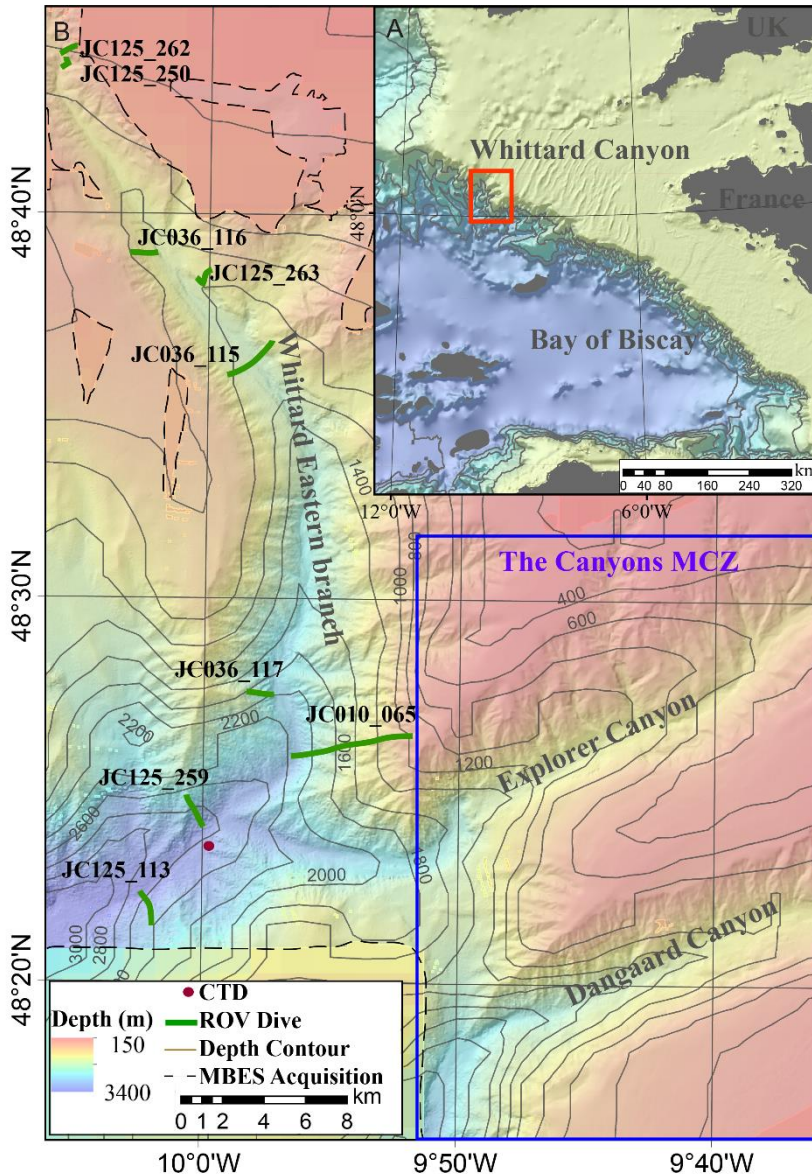 B
JC125_262
JC125_250
48°40'N
JC036_116
JC125_263
JC036_115
Whittard Eastern branch
1400
800
1000
48°30'N
JC036_117
2200
2200
JC010_065
1600
JC125_259
2600
JC125_113
2000
1800
3000
2800
48°20'N
A
UK
Whittard Canyon
France
48°0'N
Bay of Biscay
0 40 80 160 240 320
km
12°0'W
6°0'W
The Canyons MCZ
400
600
1200
Explorer Canyon
Dangaard Canyon
CTD
Depth (m)
ROV Dive
150
Depth Contour
3400
MBES Acquisition
km
0 1 2 4 6 8
10°0'W
9°50'W
9°40'W